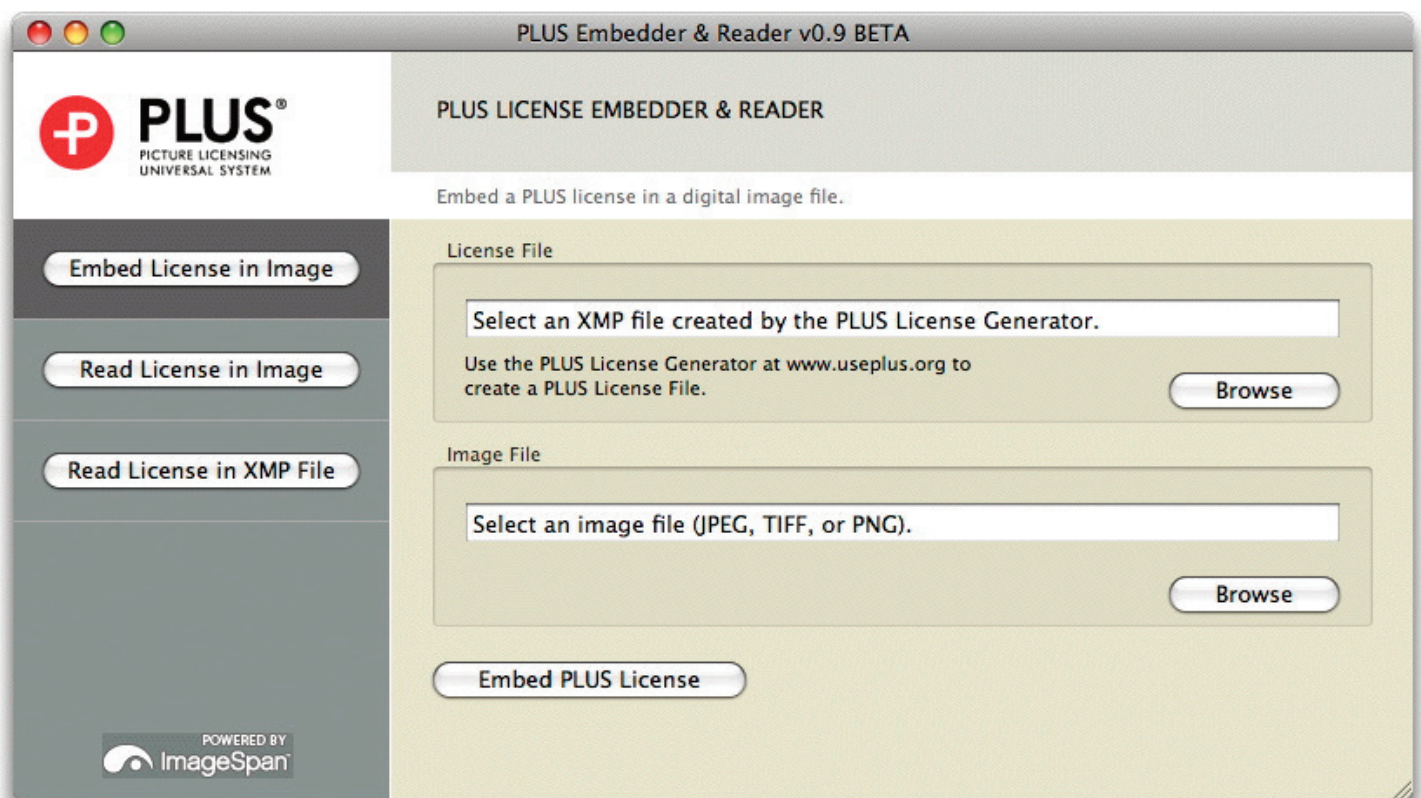 PLUS Embedder & Reader v0.9 BETA
PLUS®
PICTURE LICENSING
UNIVERSAL SYSTEM
PLUS LICENSE EMBEDDER & READER
Embed a PLUS license in a digital image file.
Embed License in Image
Read License in Image
Read License in XMP File
POWERED BY
ImageSpan
License File
Select an XMP file created by the PLUS License Generator.
Use the PLUS License Generator at www.useplus.org to
create a PLUS License File.
Browse
Image File
Select an image file (JPEG, TIFF, or PNG).
Browse
Embed PLUS License